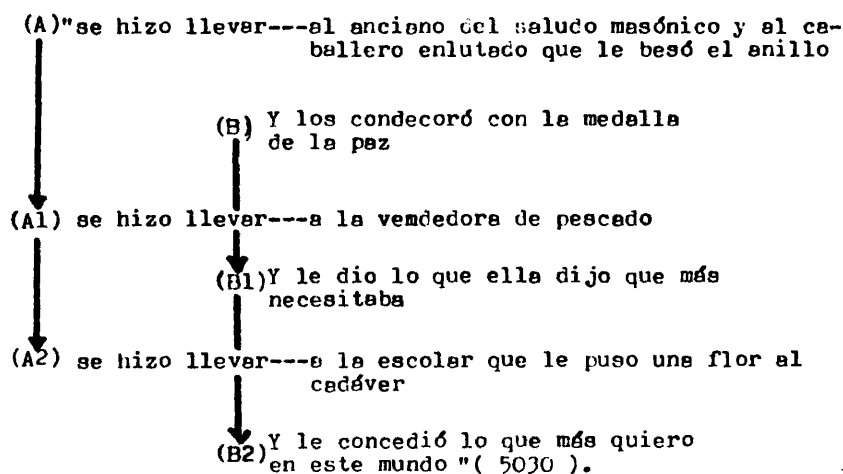 (A)"se hizo llevar---al anciano del saludo masónico y al ca-
ballero enlutado que le besó el anillo
(B) Y los condecoró con la medalla
de la paz
(A1) se hizo llevar---a la vemdedora de pescado
(B1)Y le dio lo que ella dijo que más
necesitaba
(A2) se hizo llevar---a la escolar que le puso una flor al
cadáver
(B2)Y le concedió lo que más quiero
en este mundo "( 5030 ).